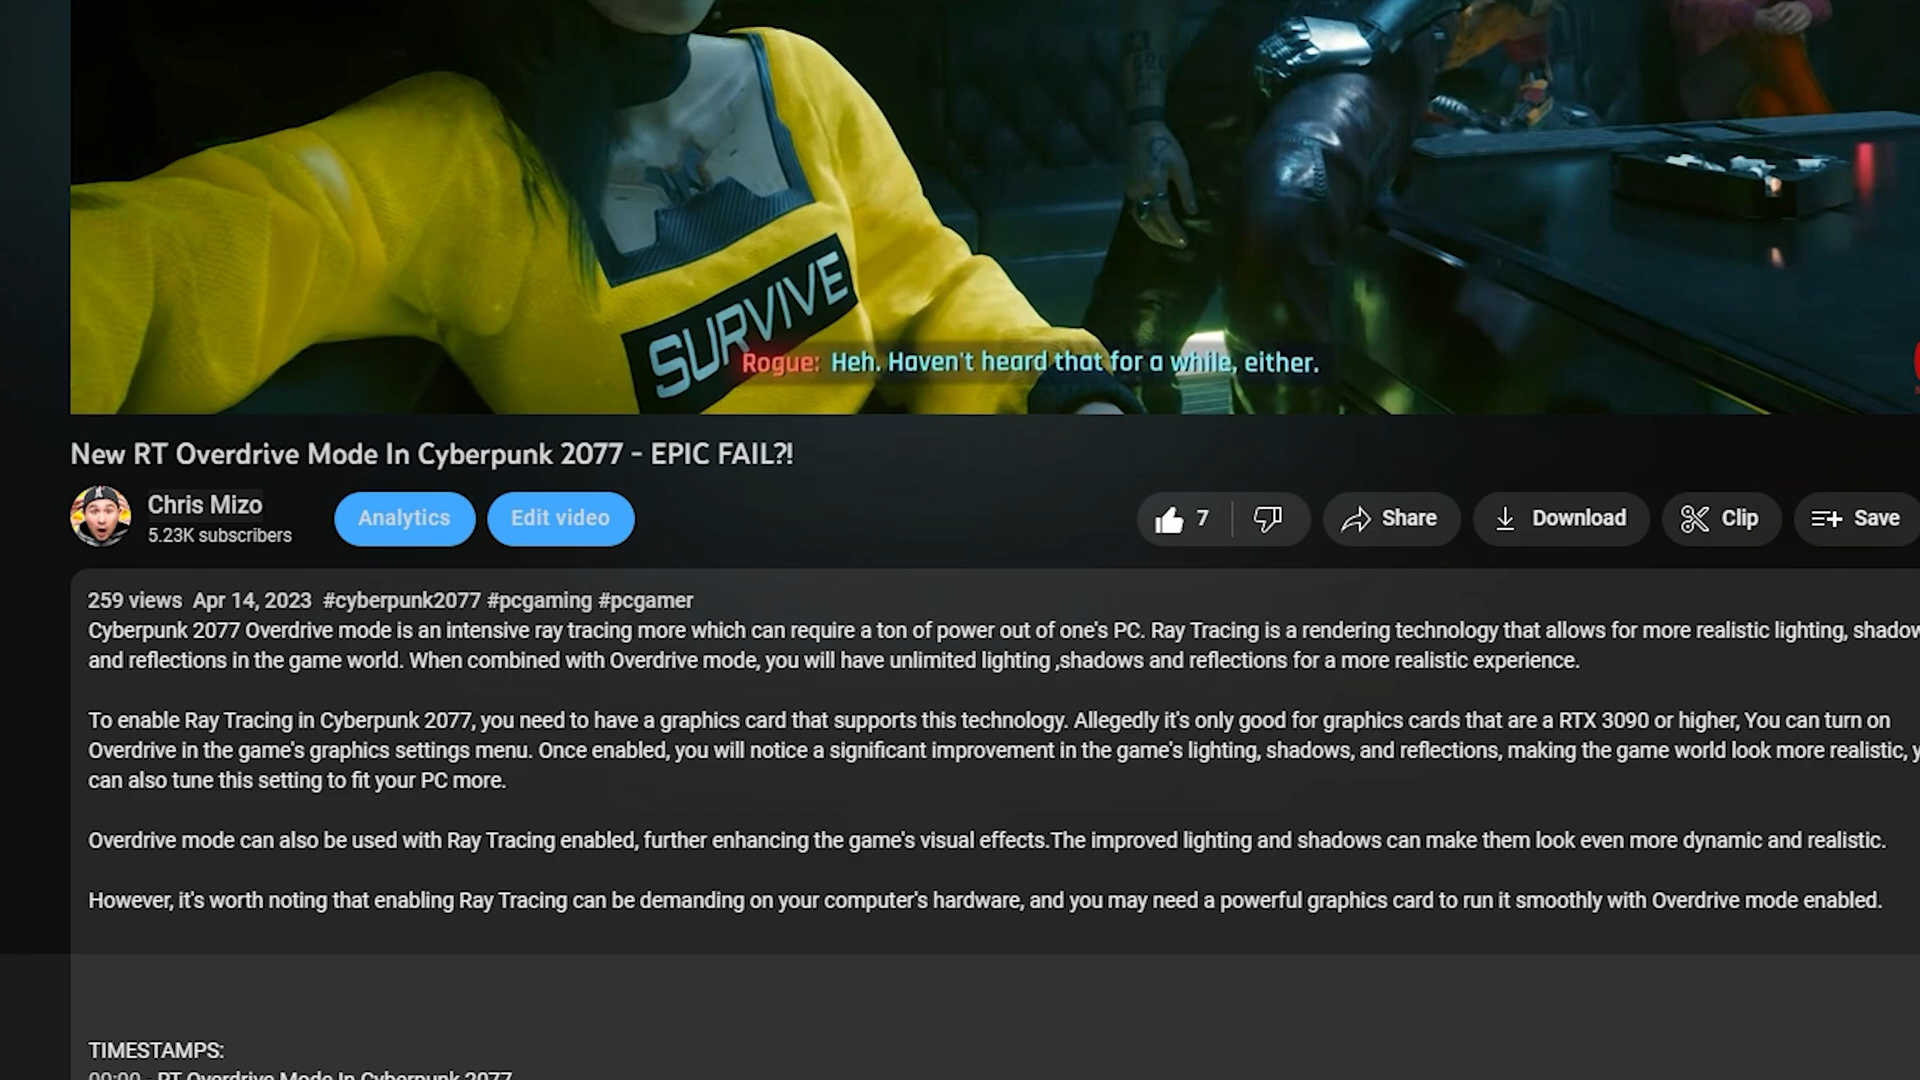 SURVIVE
Rogue: Heh. Haven't heard that for a while, either.
New RT Overdrive Mode In Cyberpunk 2077 - EPIC FAIL?!
Chris Mizo
5.23K subscribers
Analytics
Edit video
7
Share
Download
Clip
Save
259 views Apr 14, 2023 #cyberpunk2077 #pcgaming #pcgamer
Cyberpunk 2077 Overdrive mode is an intensive ray tracing more which can require a ton of power out of one's PC. Ray Tracing is a rendering technology that allows for more realistic lighting, shadow
and reflections in the game world. When combined with Overdrive mode, you will have unlimited lighting ,shadows and reflections for a more realistic experience.
To enable Ray Tracing in Cyberpunk 2077, you need to have a graphics card that supports this technology. Allegedly it's only good for graphics cards that are a RTX 3090 or higher, You can turn on
Overdrive in the game's graphics settings menu. Once enabled, you will notice a significant improvement in the game's lighting, shadows, and reflections, making the game world look more realistic, y
can also tune this setting to fit your PC more.
Overdrive mode can also be used with Ray Tracing enabled, further enhancing the game's visual effects.The improved lighting and shadows can make them look even more dynamic and realistic.
However, it's worth noting that enabling Ray Tracing can be demanding on your computer's hardware, and you may need a powerful graphics card to run it smoothly with Overdrive mode enabled.
TIMESTAMPS:
00:00 - RT Overdrive Mode In Cyberpunk 2077